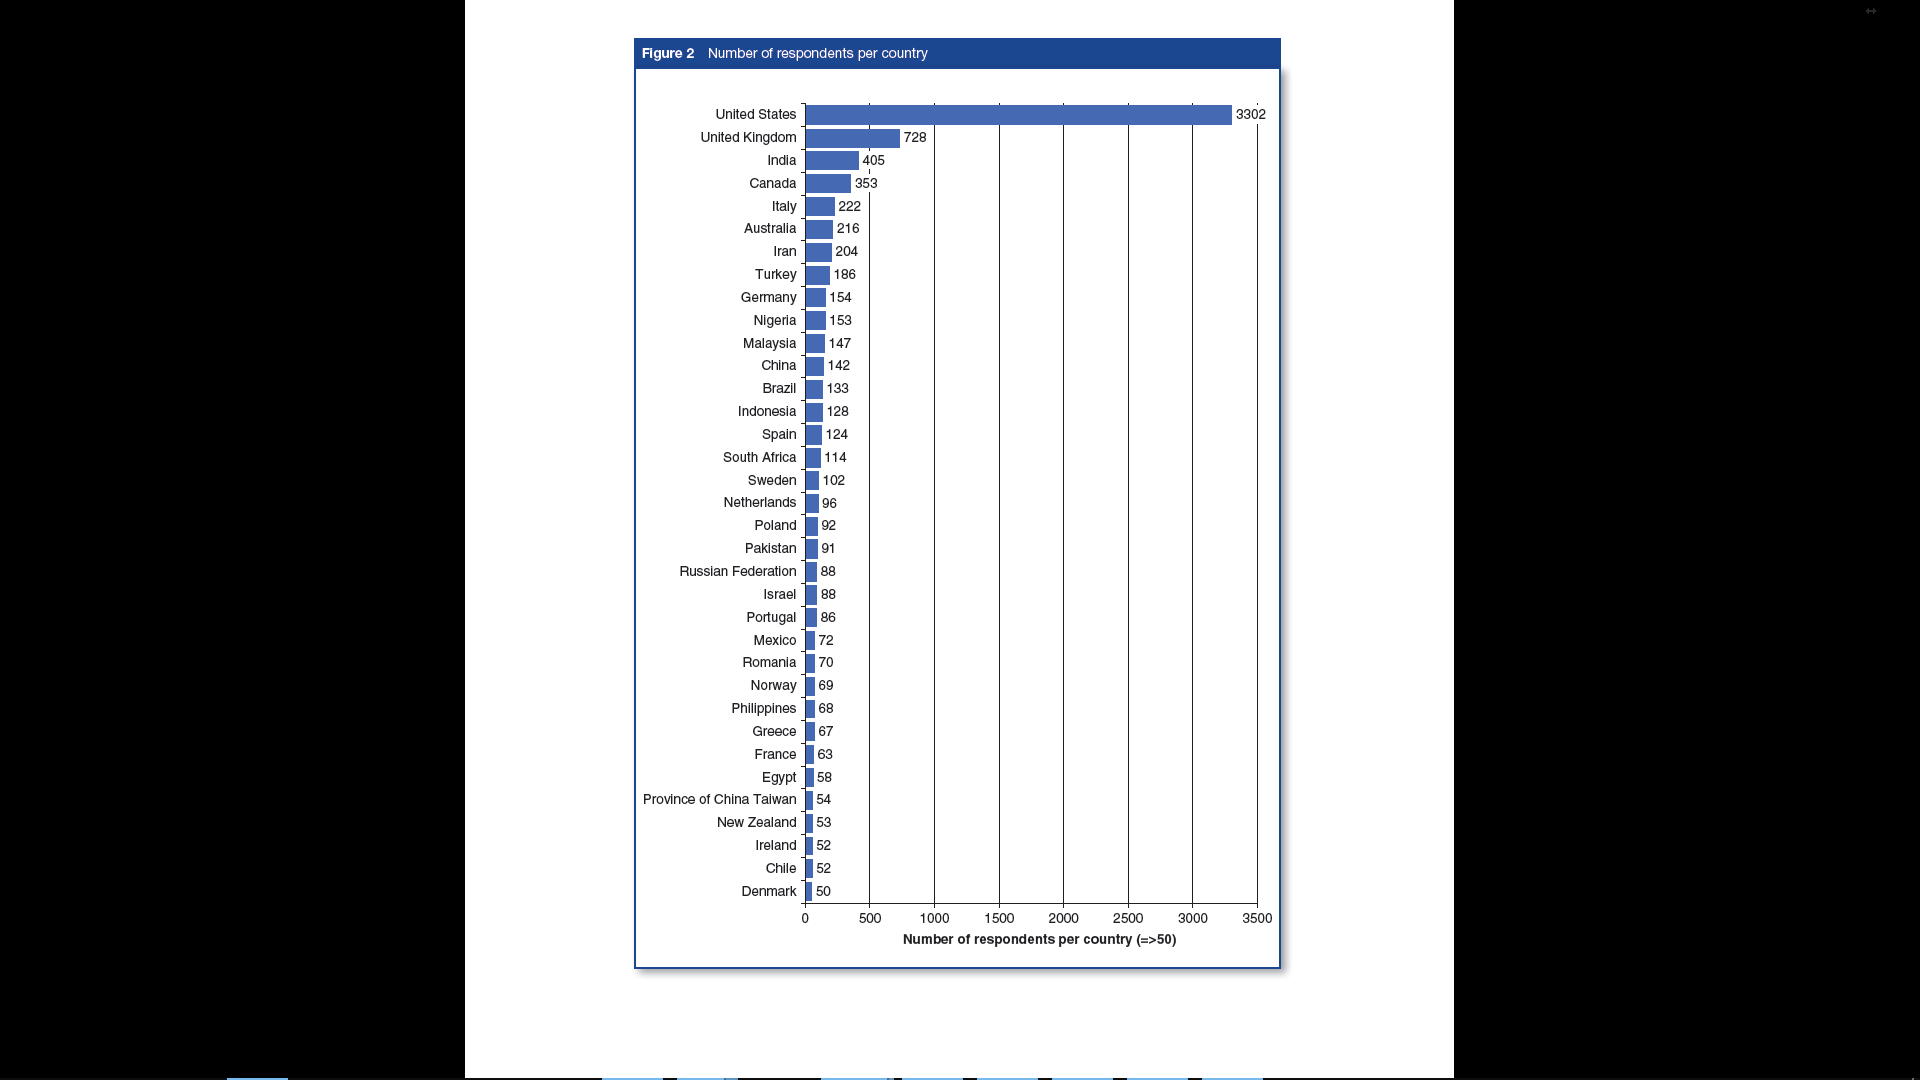 Figure 2 Number of respondents per country
United States 3302
United Kingdom 728
India 405
Canada 353
Italy 222
Australia 216
Iran 204
Turkey 186
Germany 154
Nigeria 153
Malaysia 147
China 142
Brazil 133
Indonesia 128
Spain 124
South Africa 114
Sweden 102
Netherlands 96
Poland 92
Pakistan 91
Russian Federation 88
Israel 88
Portugal 86
Mexico 72
Romania 70
Norway 69
Philippines 68
Greece 67
France 63
Egypt 58
Province of China Taiwan 54
New Zealand 53
Ireland 52
Chile 52
Denmark 50
0 500 1000 1500 2000 2500 3000 3500
Number of respondents per country (=>50)